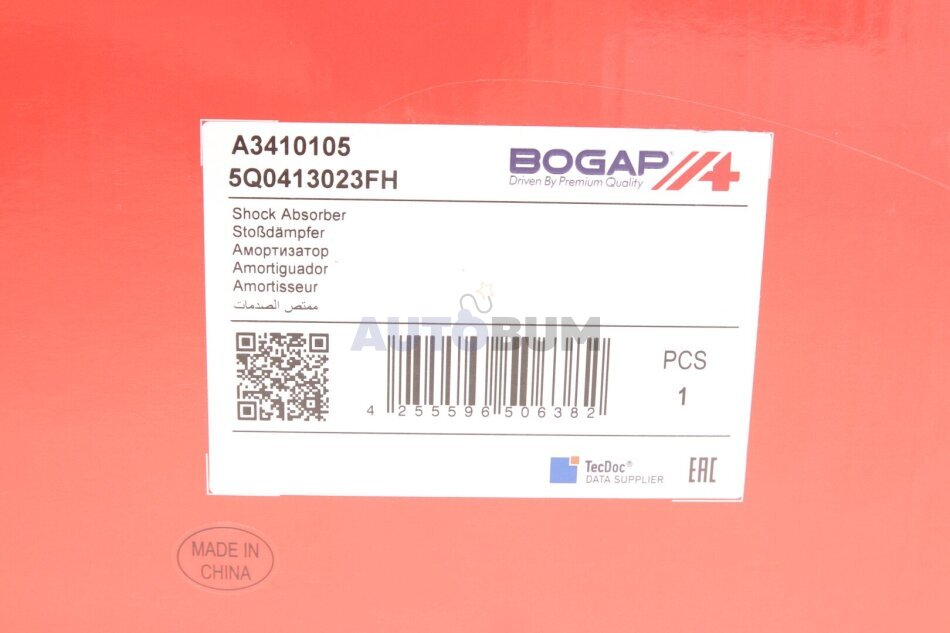 A3410105
5Q0413023FH
BOGAP
Driven By Premium Quality
Shock Absorber
Stoßdämpfer
Амортизатор
Amortiguador
Amortisseur
ممتص الصدمات
AUTOBUM
4 255596 506382
PCS
1
TecDoc®
DATA SUPPLIER
EAC
MADE IN
CHINA